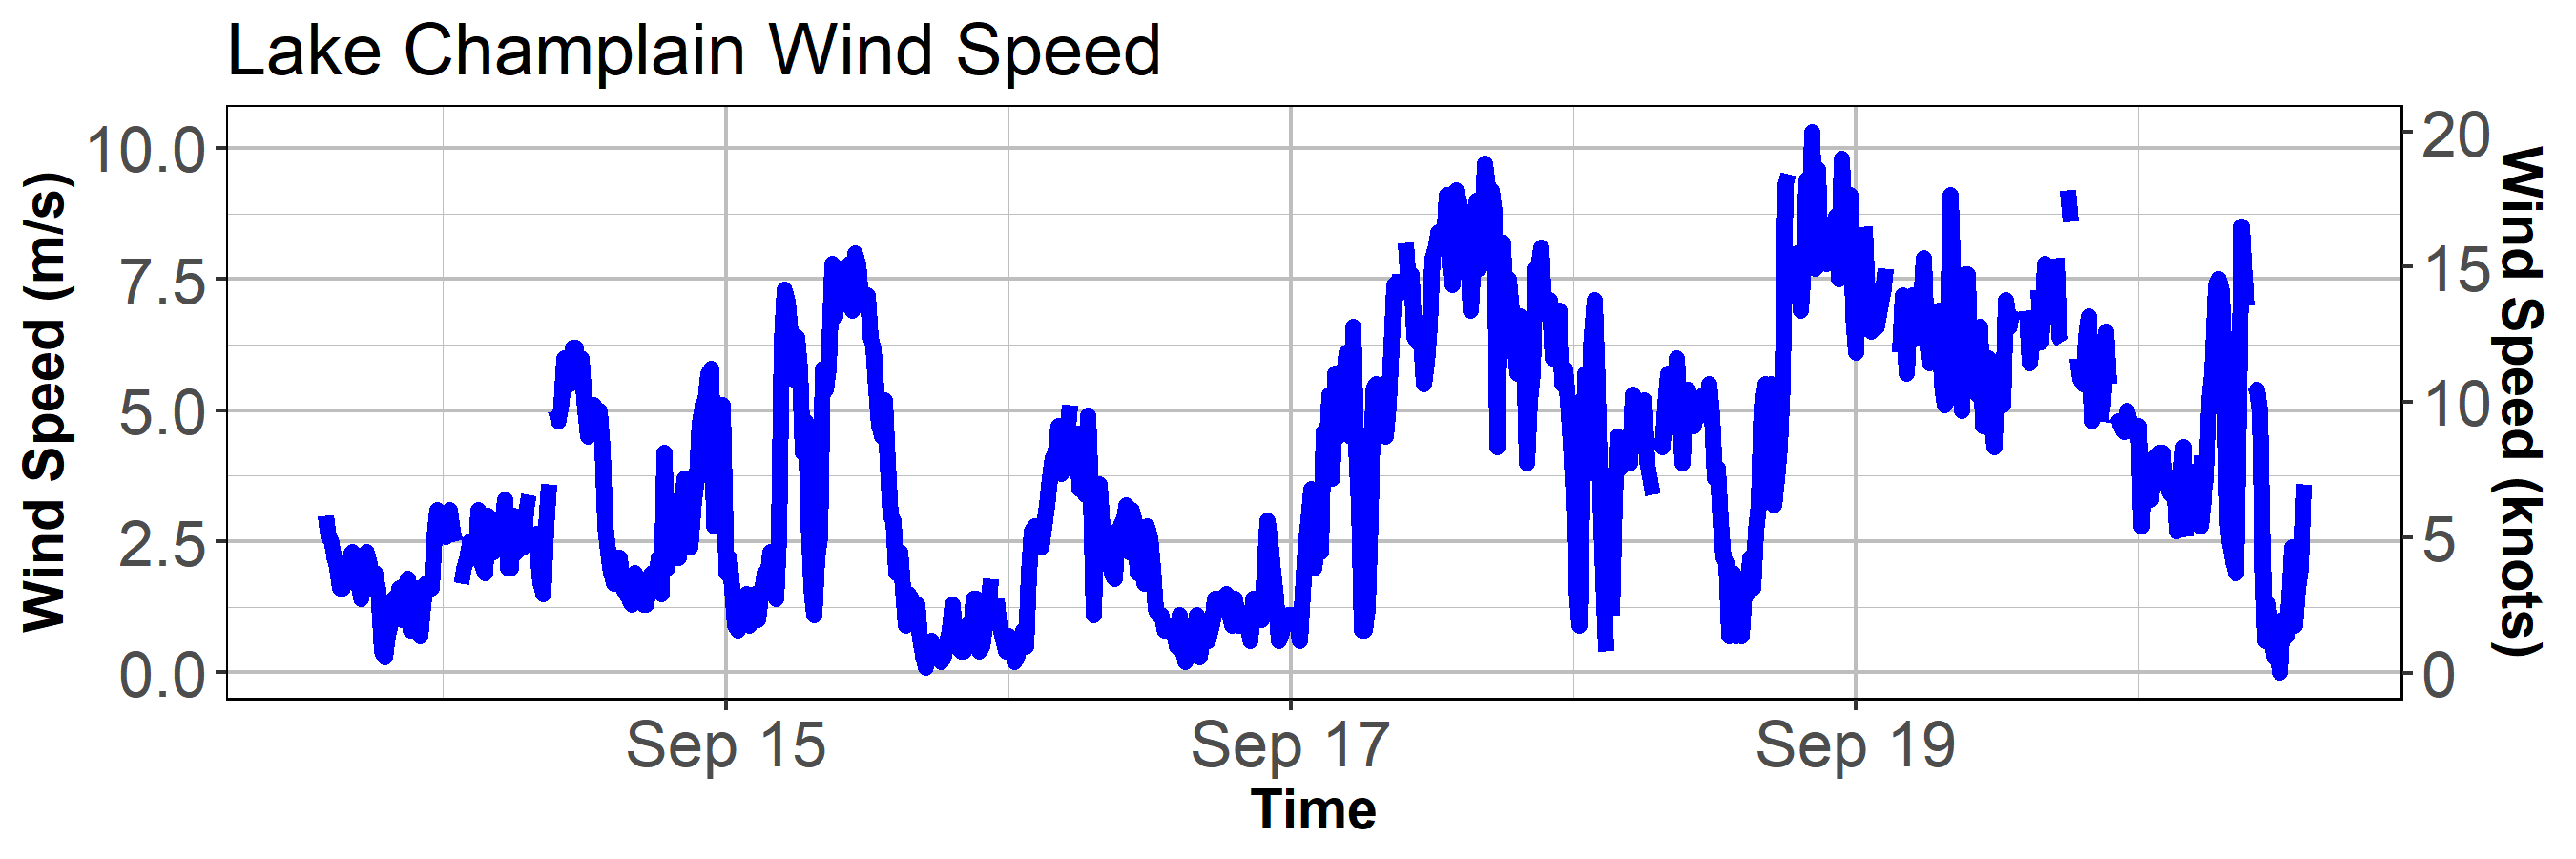 Lake Champlain Wind Speed
Wind Speed (m/s)
10.0
7.5
5.0
2.5
0.0
20
15
10
5
0
Wind Speed (knots)
Sep 15
Sep 17
Sep 19
Time